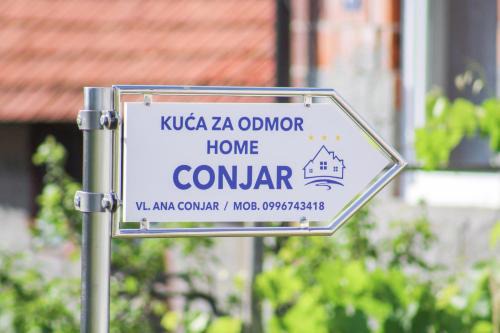 KUĆA ZA ODMOR
HOME
CONJAR
VL. ANA CONJAR / MOB. 0996743418